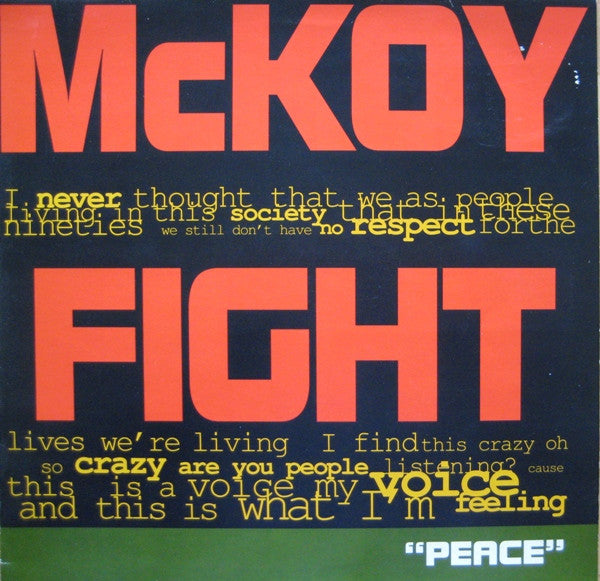 McKOY
I never thought that we as people
living in this society that in these
nineties we still don't have no respect forthe
FIGHT
lives we're living I find this crazy oh
so crazy are you people listening? cause
this is a voice my voice
and this is what I'm feeling
“PEACE”